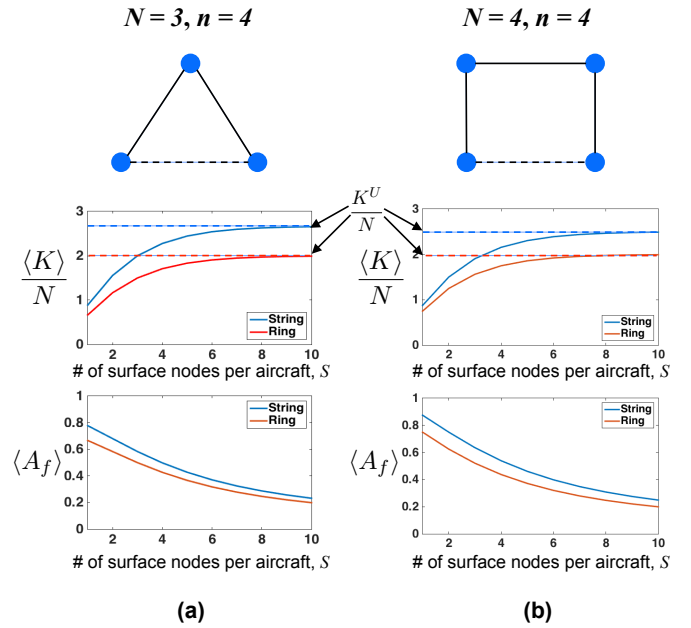 N = 3, n = 4
N = 4, n = 4
K^U
N
3
2
1
0
⟨K⟩
N
String
Ring
2
4
6
8
10
# of surface nodes per aircraft, S
3
2
1
0
⟨K⟩
N
String
Ring
2
4
6
8
10
# of surface nodes per aircraft, S
1
0.8
0.6
0.4
0.2
0
⟨A_f⟩
String
Ring
2
4
6
8
10
# of surface nodes per aircraft, S
1
0.8
0.6
0.4
0.2
0
⟨A_f⟩
String
Ring
2
4
6
8
10
# of surface nodes per aircraft, S
(a)
(b)